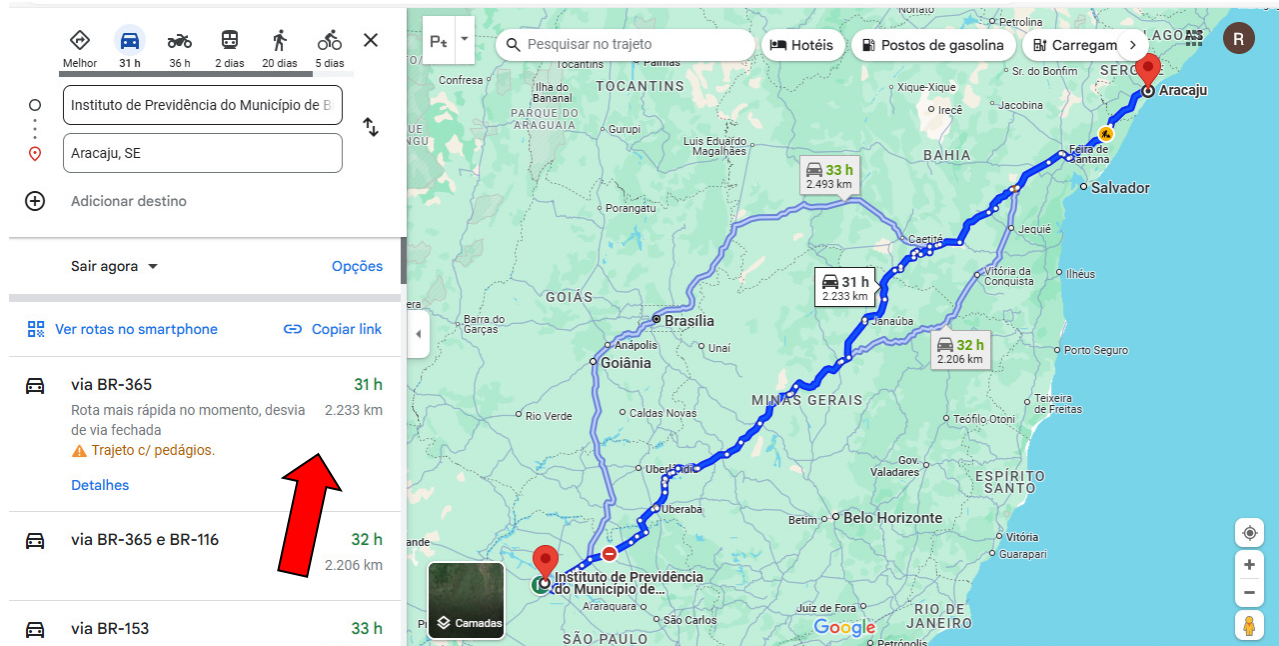 Melhor
31 h
36 h
2 dias
20 dias
5 dias
Instituto de Previdência do Município de B
Aracaju, SE
Adicionar destino
Sair agora
Opções
Ver rotas no smartphone
Copiar link
via BR-365
31 h
Rota mais rápida no momento, desvia
2.233 km
de via fechada
Trajeto c/ pedágios.
Detalhes
via BR-365 e BR-116
32 h
2.206 km
via BR-153
33 h
Pesquisar no trajeto
Hotéis
Postos de gasolina
Carregam
R
Nonato
Petrolina
LAGOAS
Confresa
Tocantins
Palmas
TOCANTINS
Ilha do
Bananal
PARQUE DO
ARAGUAIA
Gurupi
Luis Eduardo
Magalhães
Xique-Xique
Irecê
Sr. do Bonfim
Jacobina
Aracaju
BAHIA
Feira de
Santana
Salvador
33 h
2.493 km
Porangatu
Caetité
Jequié
Vitória da
Conquista
Ilhéus
31 h
2.233 km
GOIÁS
Barra do
Garças
Brasília
Janaúba
32 h
2.206 km
Anápolis
Goiânia
Unaí
Porto Seguro
MINAS GERAIS
Rio Verde
Caldas Novas
Teófilo Otoni
Teixeira
de Freitas
Uberlândia
Gov.
Valadares
ESPÍRITO
SANTO
Uberaba
Betim
Belo Horizonte
Vitória
Guarapari
Instituto de Previdência
do Município de...
Araraquara
São Carlos
Juiz de Fora
RIO DE
JANEIRO
Camadas
Google
SÃO PAULO
Petrópolis